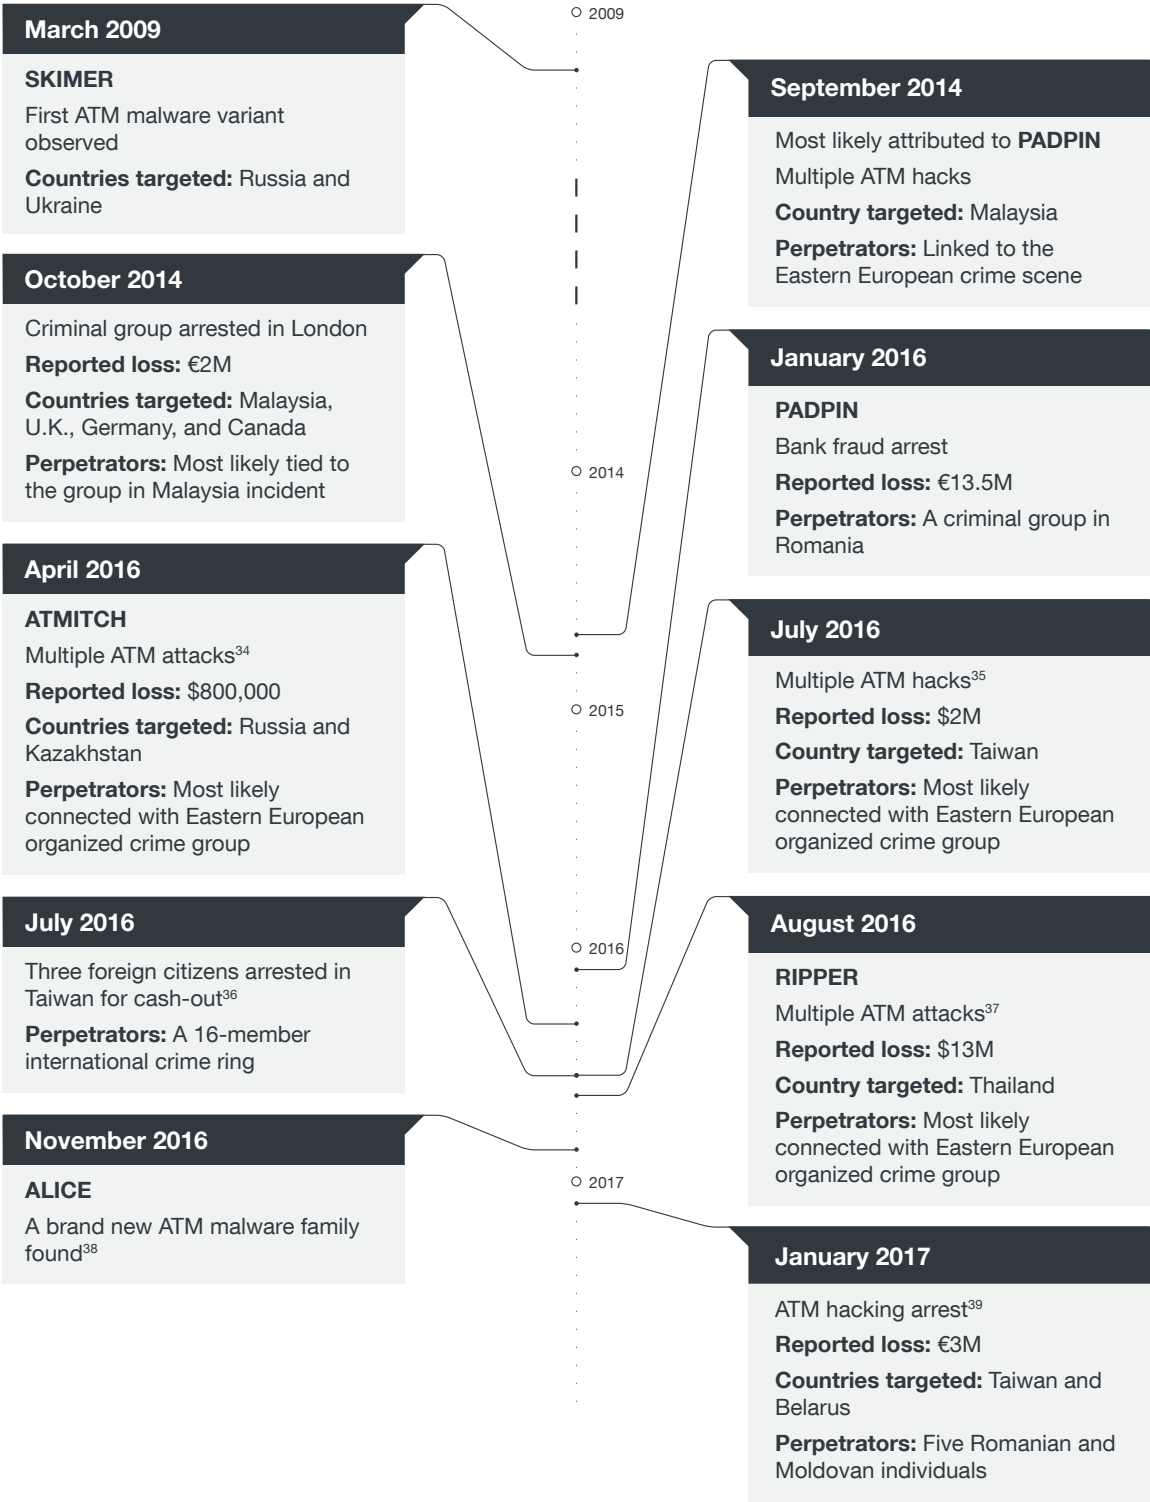 March 2009
SKIMER
First ATM malware variant
observed
Countries targeted: Russia and
Ukraine
October 2014
Criminal group arrested in London
Reported loss: €2M
Countries targeted: Malaysia,
U.K., Germany, and Canada
Perpetrators: Most likely tied to
the group in Malaysia incident
April 2016
ATMITCH
Multiple ATM attacks34
Reported loss: $800,000
Countries targeted: Russia and
Kazakhstan
Perpetrators: Most likely
connected with Eastern European
organized crime group
July 2016
Three foreign citizens arrested in
Taiwan for cash-out36
Perpetrators: A 16-member
international crime ring
November 2016
ALICE
A brand new ATM malware family
found38
2009
2014
2015
2016
2017
September 2014
Most likely attributed to PADPIN
Multiple ATM hacks
Country targeted: Malaysia
Perpetrators: Linked to the
Eastern European crime scene
January 2016
PADPIN
Bank fraud arrest
Reported loss: €13.5M
Perpetrators: A criminal group in
Romania
July 2016
Multiple ATM hacks35
Reported loss: $2M
Country targeted: Taiwan
Perpetrators: Most likely
connected with Eastern European
organized crime group
August 2016
RIPPER
Multiple ATM attacks37
Reported loss: $13M
Country targeted: Thailand
Perpetrators: Most likely
connected with Eastern European
organized crime group
January 2017
ATM hacking arrest39
Reported loss: €3M
Countries targeted: Taiwan and
Belarus
Perpetrators: Five Romanian and
Moldovan individuals